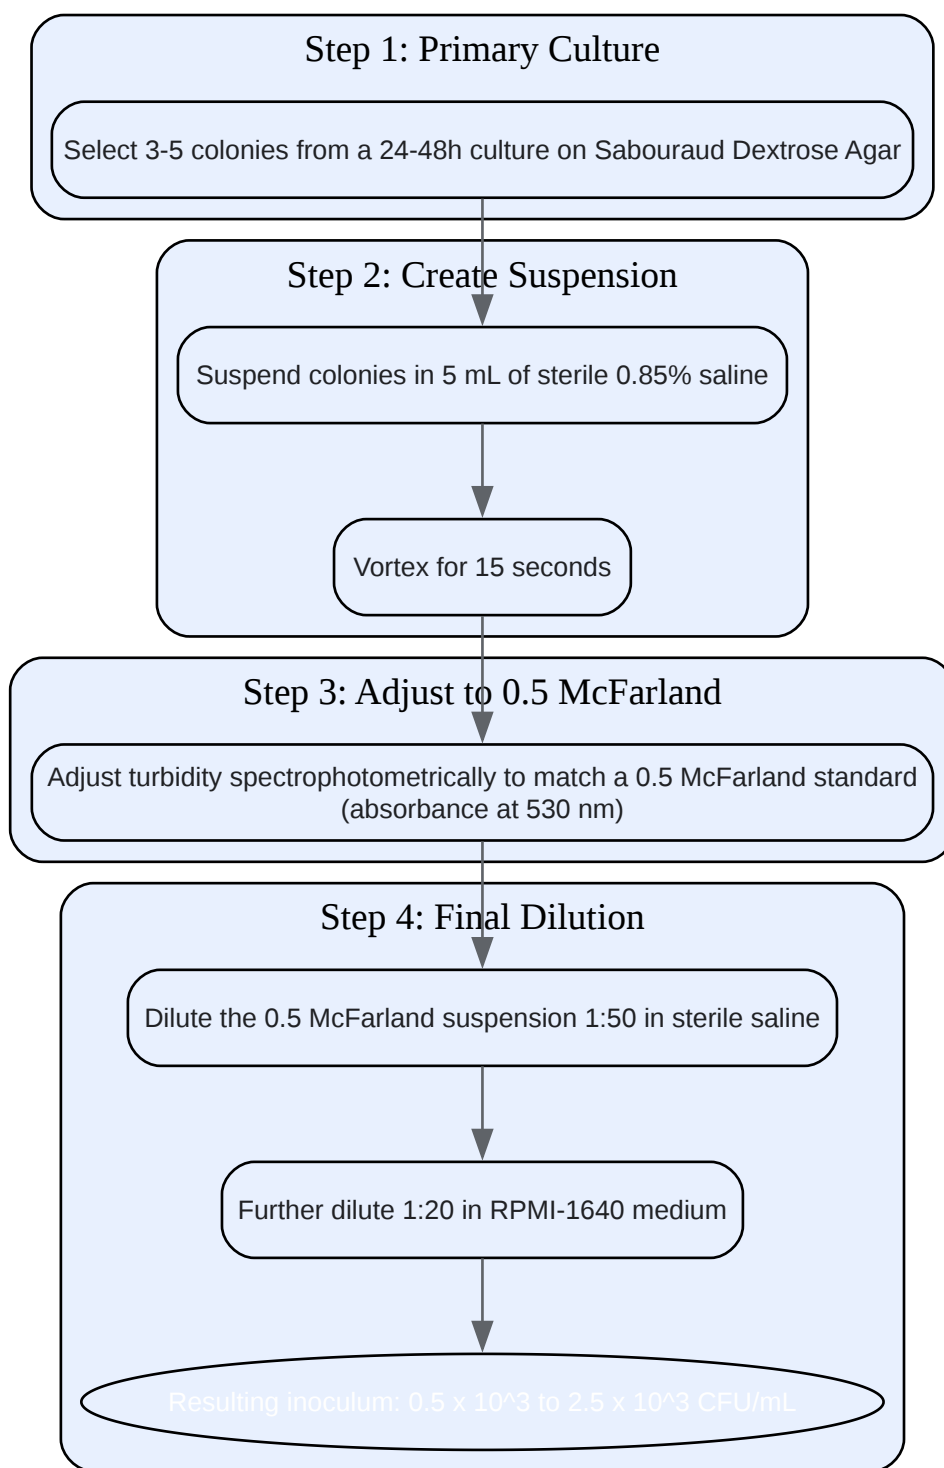 Step 1: Primary Culture
Select 3-5 colonies from a 24-48h culture on Sabouraud Dextrose Agar
Step 2: Create Suspension
Suspend colonies in 5 mL of sterile 0.85% saline
Vortex for 15 seconds
Step 3: Adjust to 0.5 McFarland
Adjust turbidity spectrophotometrically to match a 0.5 McFarland standard
(absorbance at 530 nm)
Step 4: Final Dilution
Dilute the 0.5 McFarland suspension 1:50 in sterile saline
Further dilute 1:20 in RPMI-1640 medium
Resulting inoculum: 0.5 x 10^3 to 2.5 x 10^3 CFU/mL